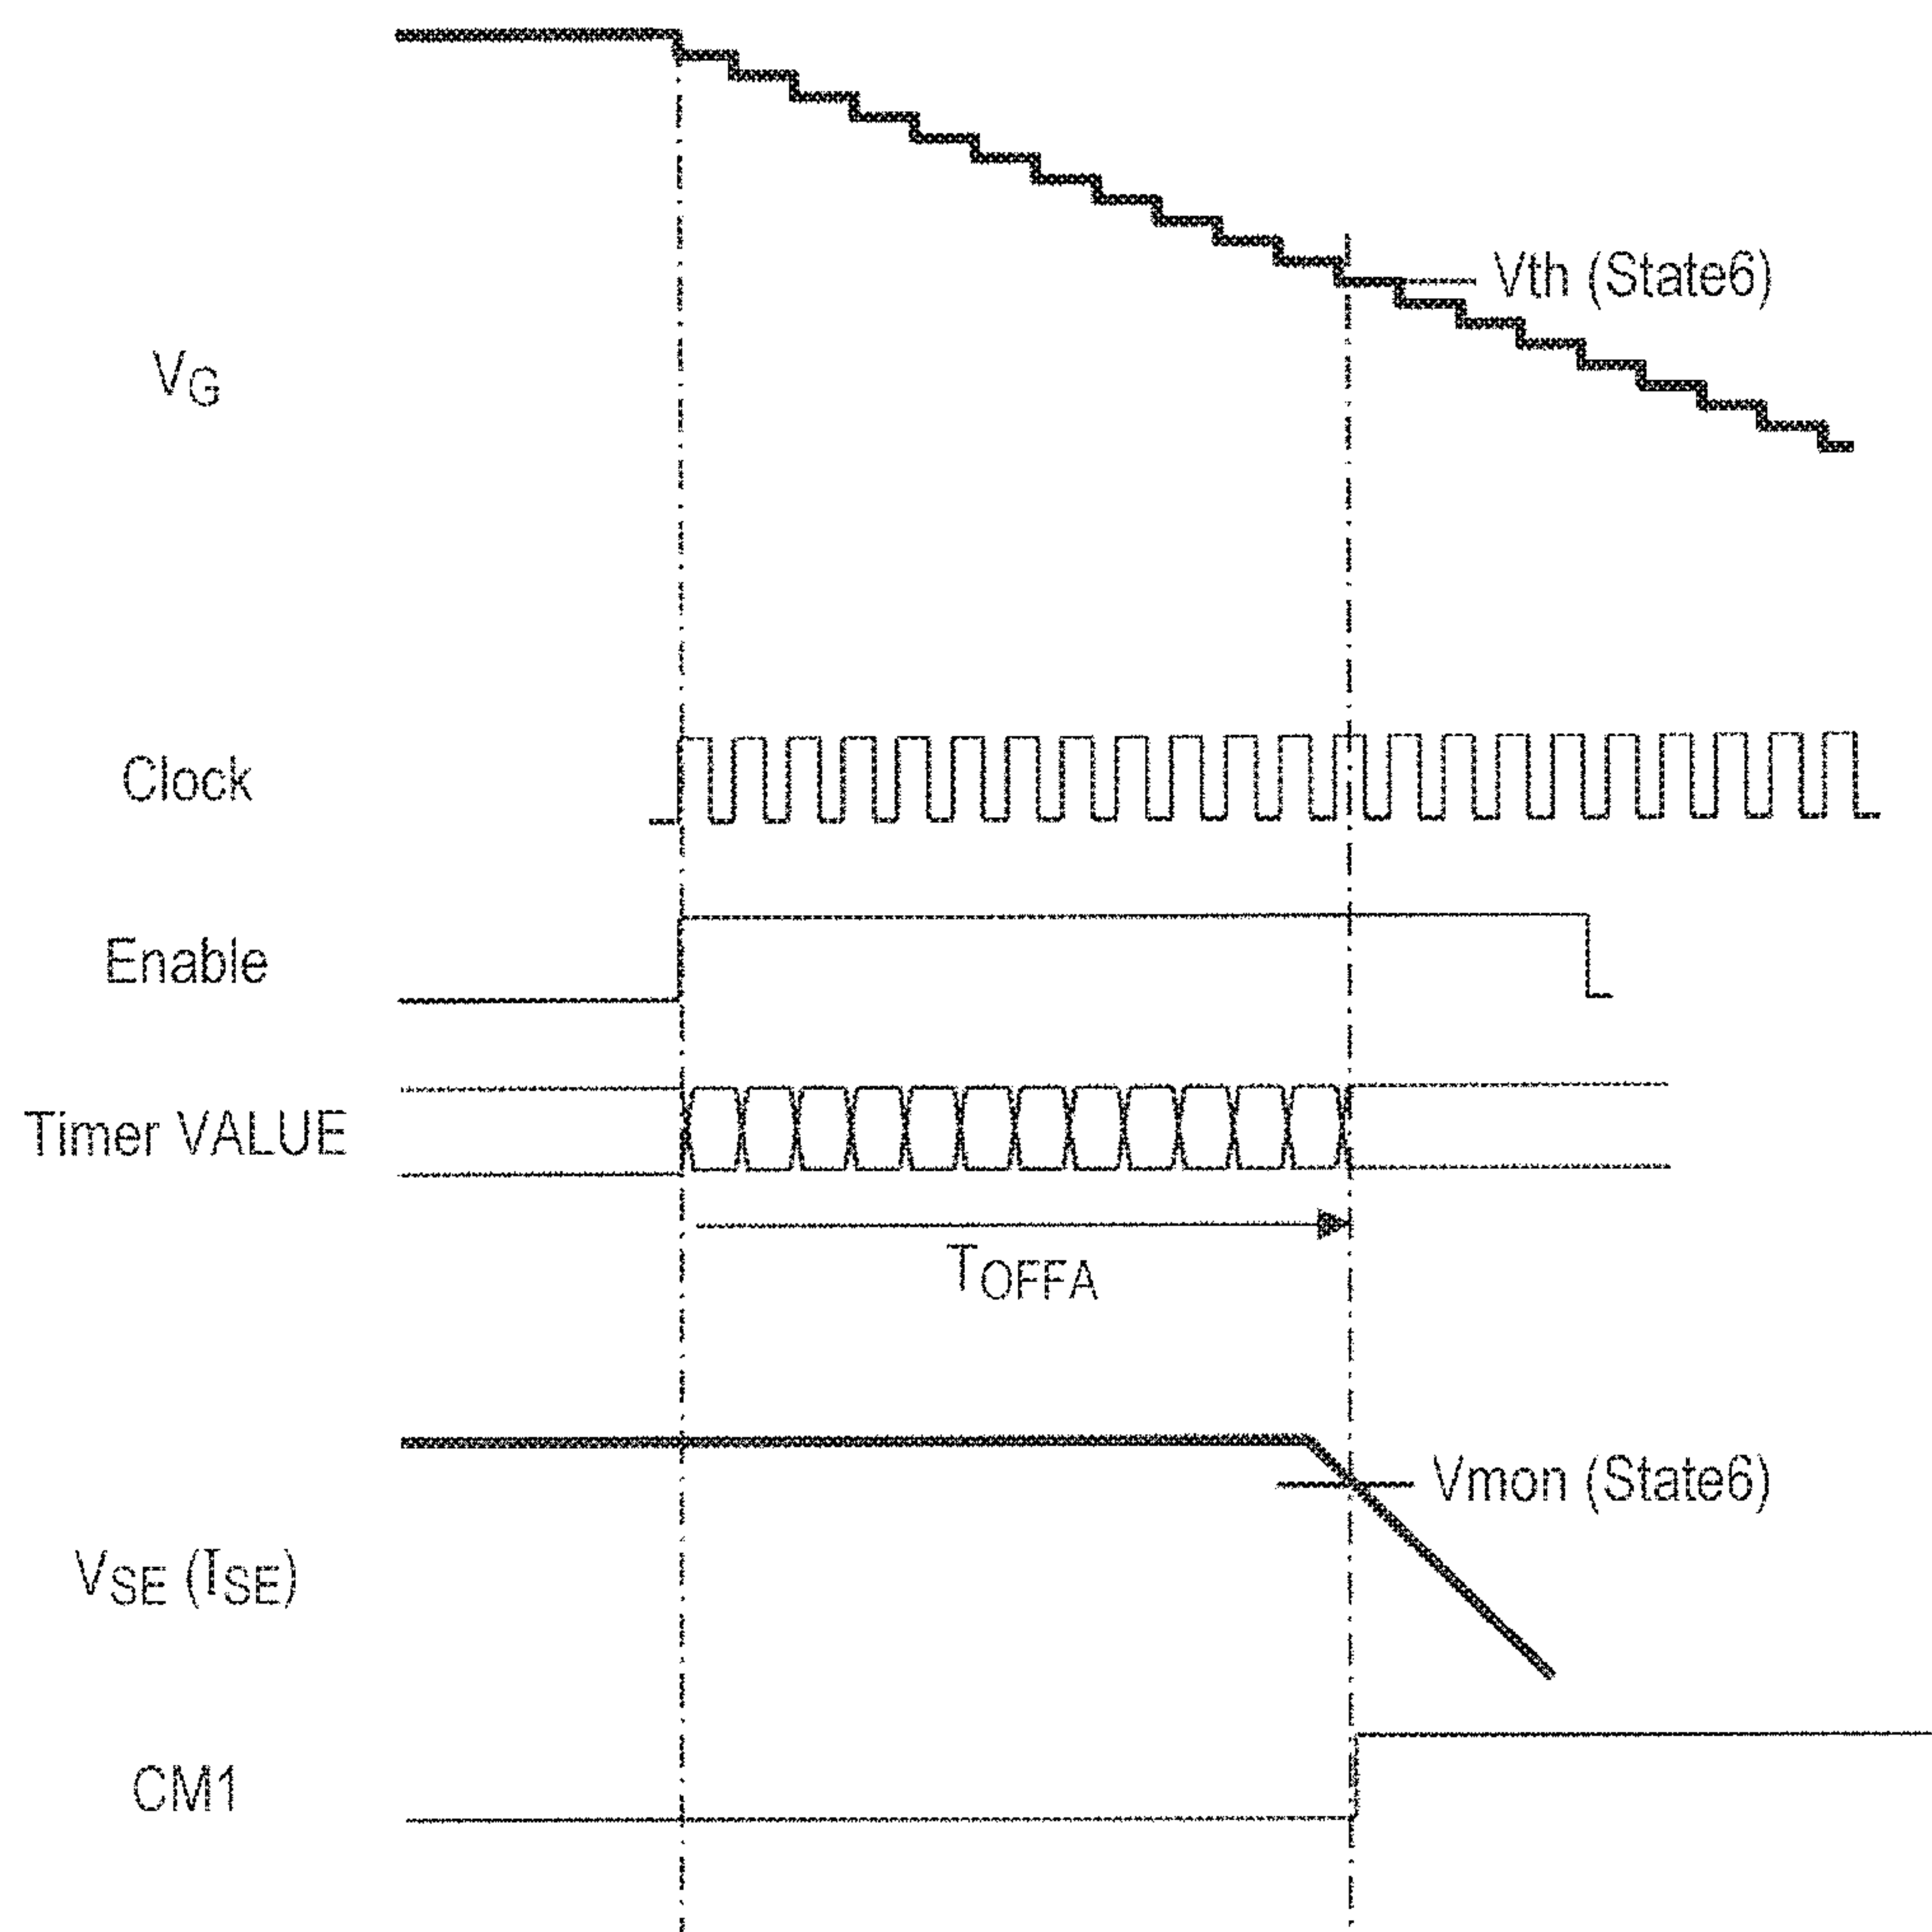 Vth (State6)
VG
Clock
Enable
Timer VALUE
TOFFA
Vmon (State6)
VSE (ISE)
CM1